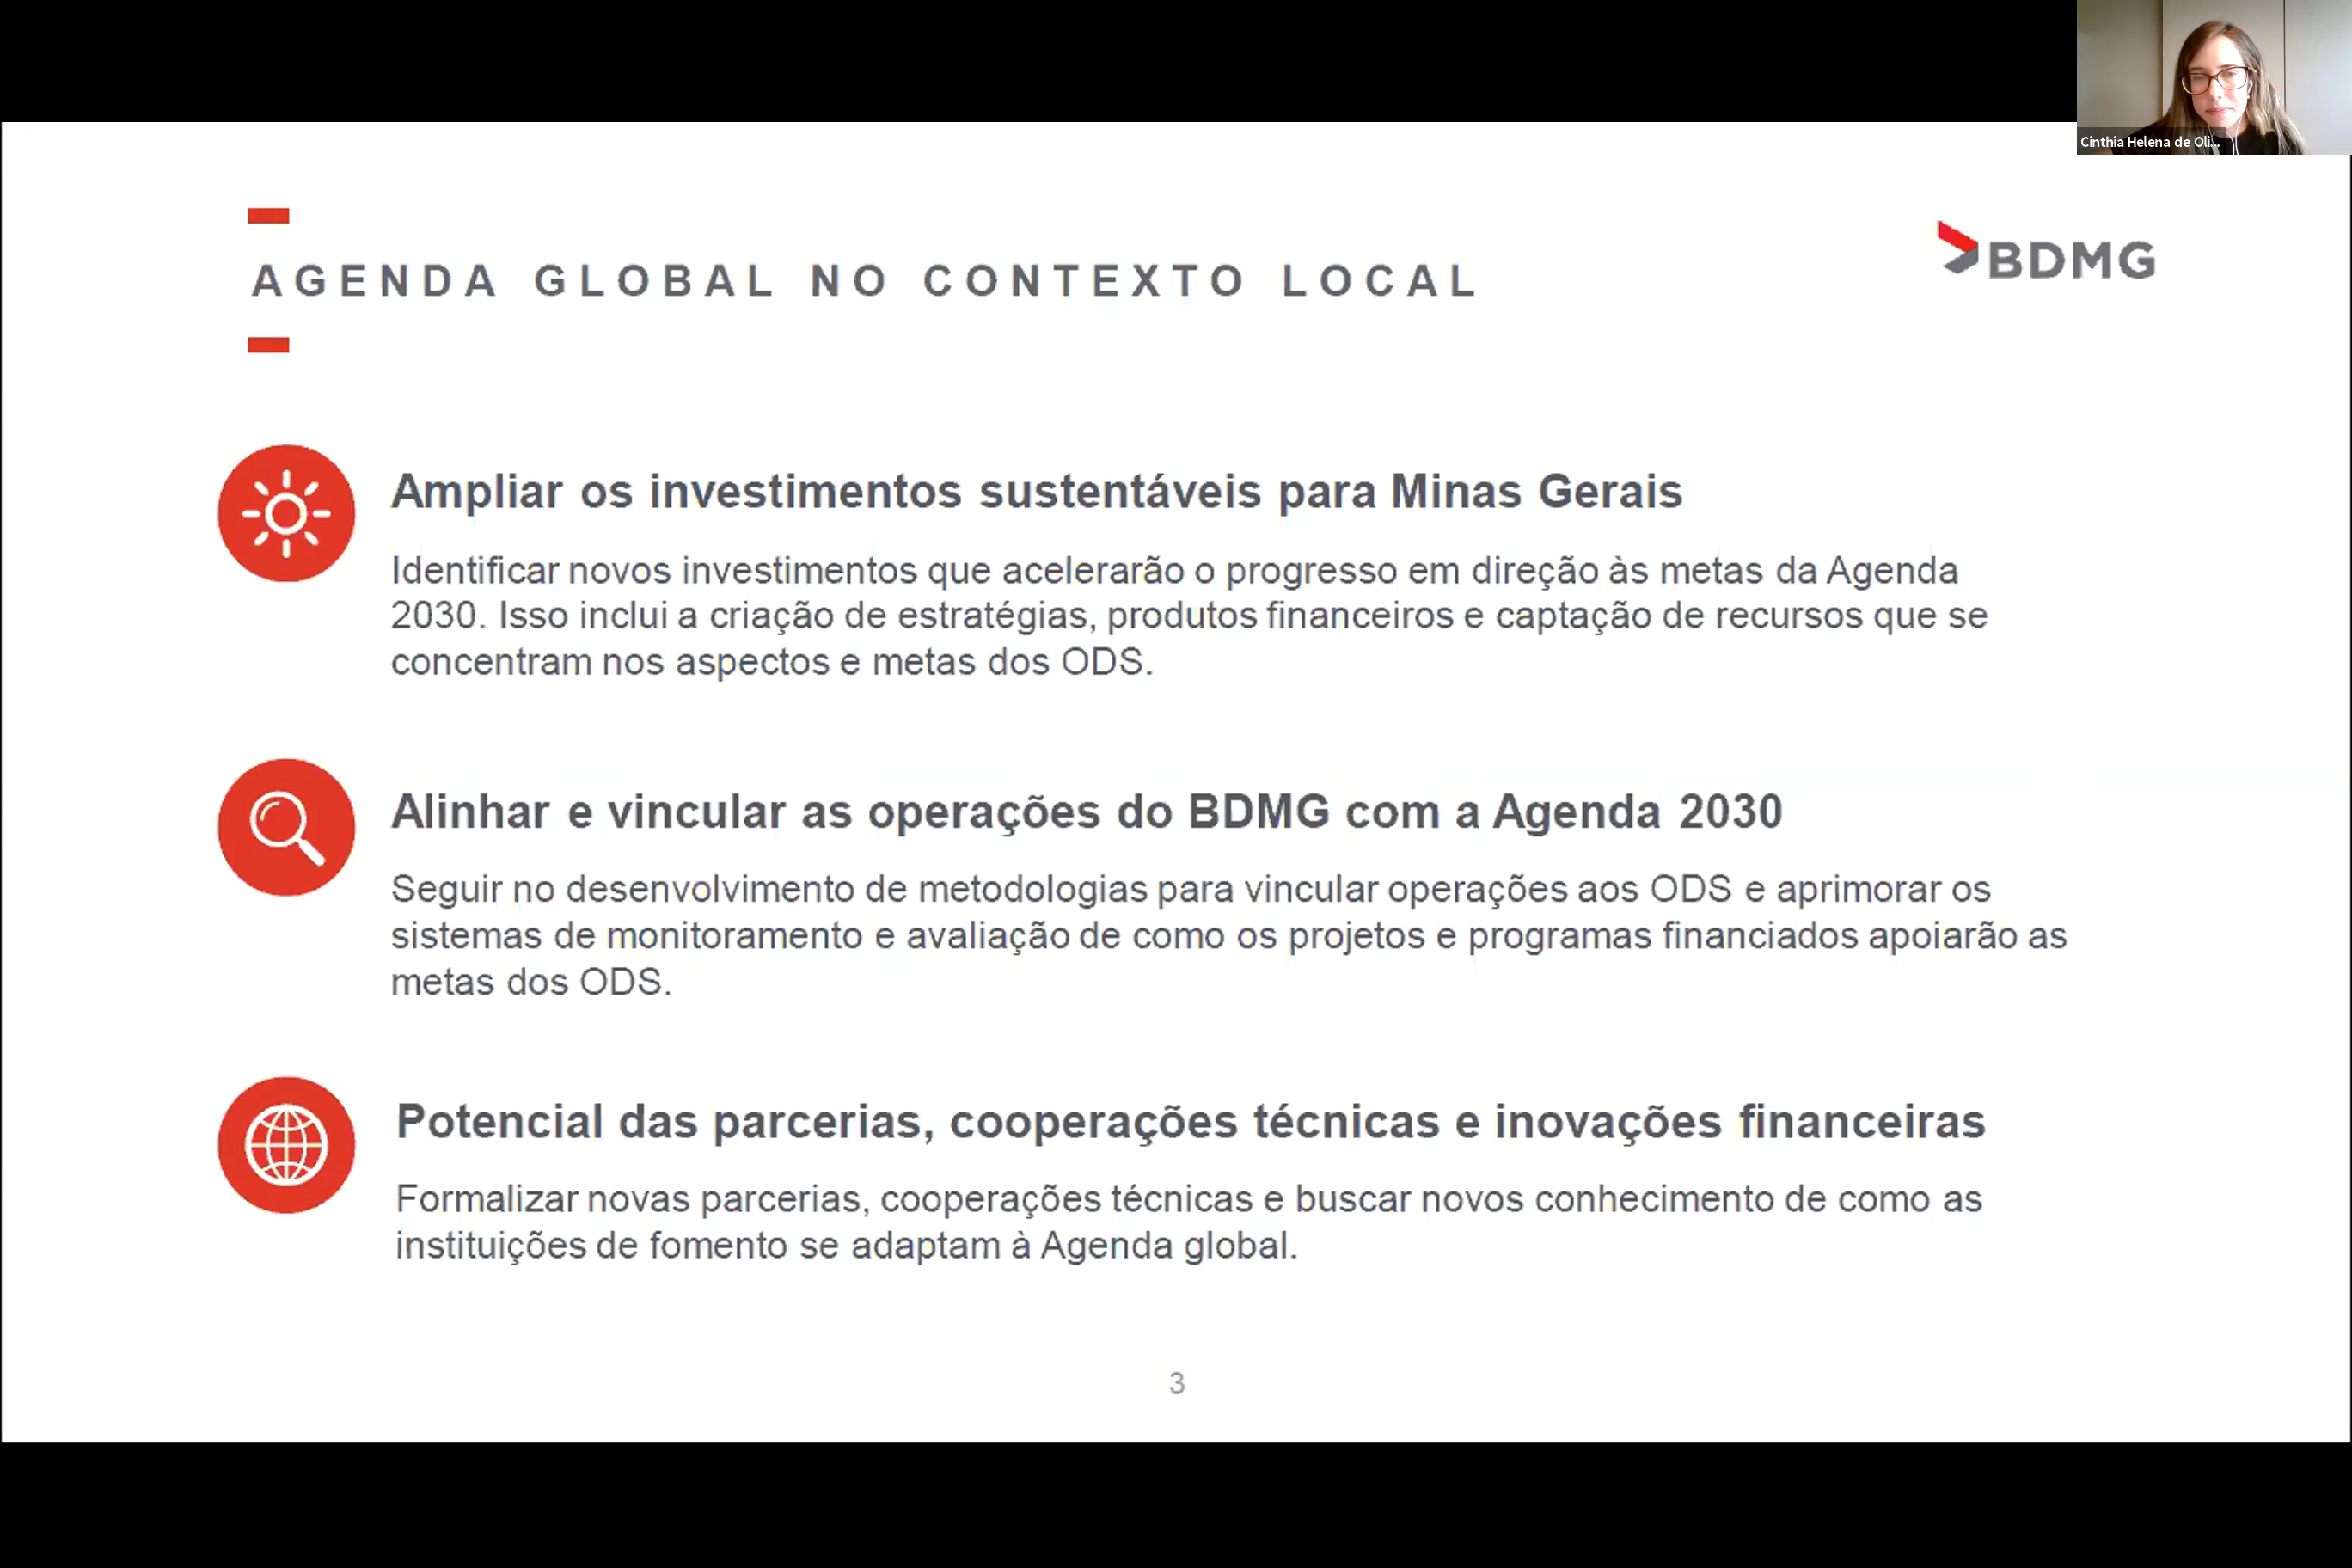 Cinthia Helena de Oli...
AGENDA GLOBAL NO CONTEXTO LOCAL
BDMG
Ampliar os investimentos sustentáveis para Minas Gerais
Identificar novos investimentos que acelerarão o progresso em direção às metas da Agenda
2030. Isso inclui a criação de estratégias, produtos financeiros e captação de recursos que se
concentram nos aspectos e metas dos ODS.
Alinhar e vincular as operações do BDMG com a Agenda 2030
Seguir no desenvolvimento de metodologias para vincular operações aos ODS e aprimorar os
sistemas de monitoramento e avaliação de como os projetos e programas financiados apoiarão as
metas dos ODS.
Potencial das parcerias, cooperações técnicas e inovações financeiras
Formalizar novas parcerias, cooperações técnicas e buscar novos conhecimento de como as
instituições de fomento se adaptam à Agenda global.
3